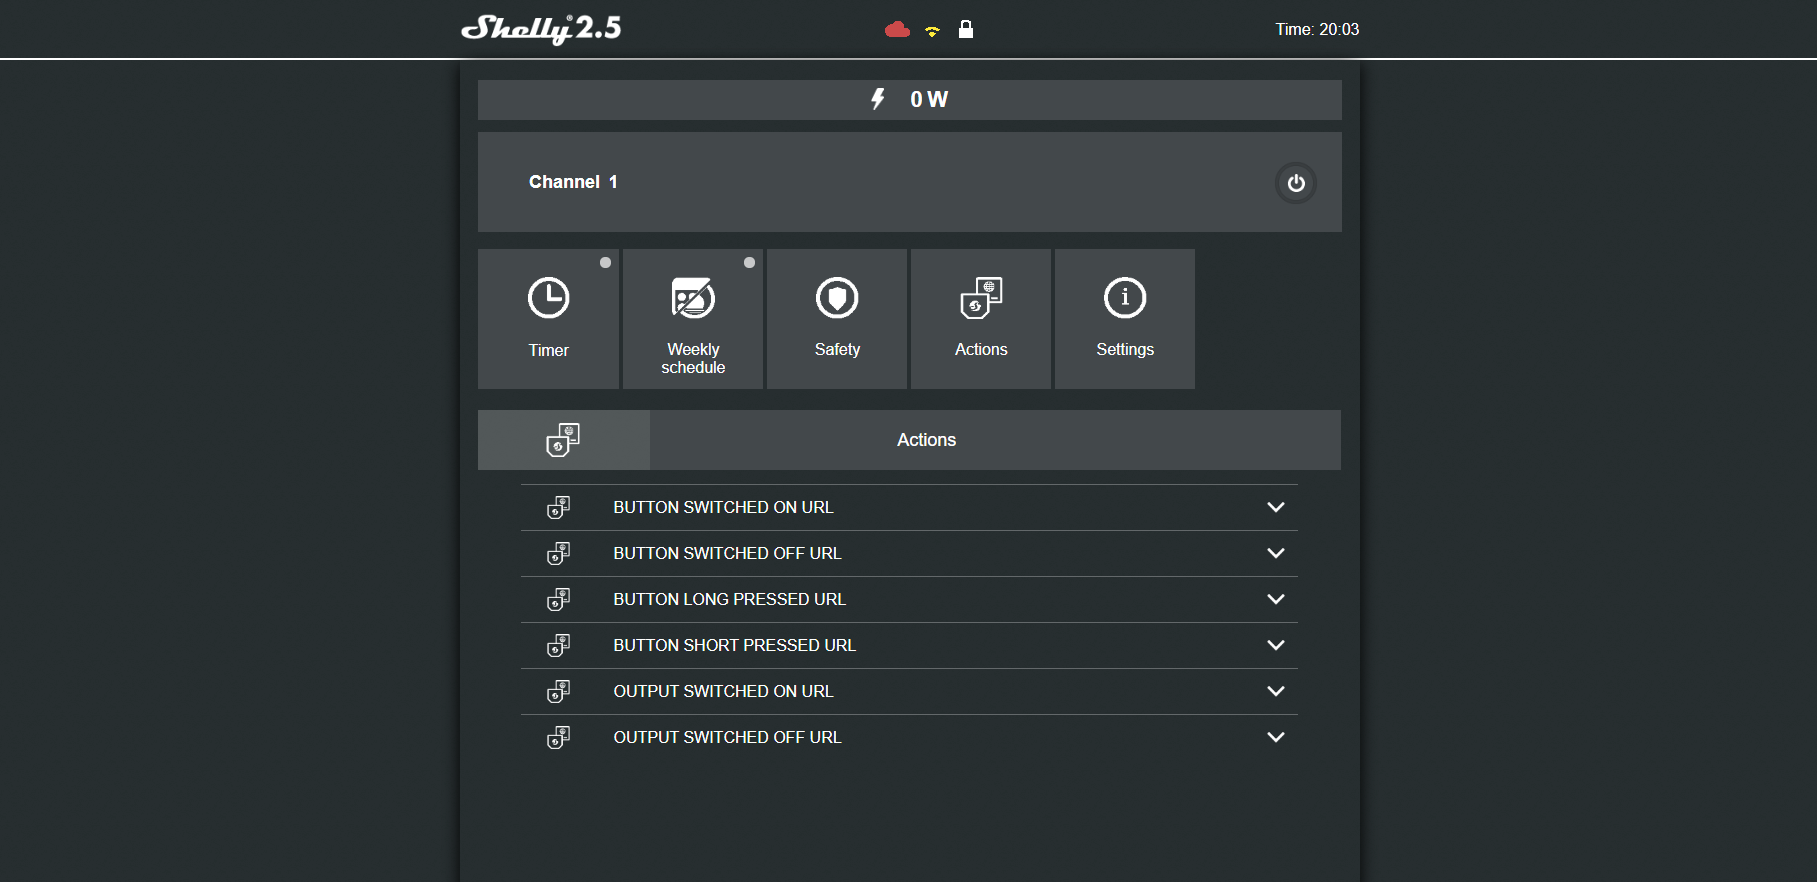 Shelly® 2.5
Time: 20:03
0 W
Channel 1
Timer
Weekly
schedule
Safety
Actions
Settings
Actions
BUTTON SWITCHED ON URL
BUTTON SWITCHED OFF URL
BUTTON LONG PRESSED URL
BUTTON SHORT PRESSED URL
OUTPUT SWITCHED ON URL
OUTPUT SWITCHED OFF URL